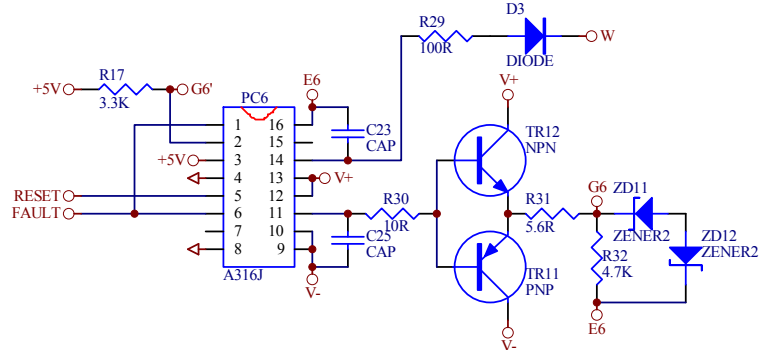 D3
R29
100R
DIODE
W
+5V
R17
3.3K
G6'
PC6
E6
V+
1
2
3
4
5
6
7
8
16
15
14
13
12
11
10
9
C23
CAP
TR12
NPN
+5V
V+
RESET
FAULT
R30
10R
C25
CAP
R31
5.6R
G6
ZD11
ZENER2
ZD12
ZENER2
R32
4.7K
A316J
V-
TR11
PNP
E6
V-